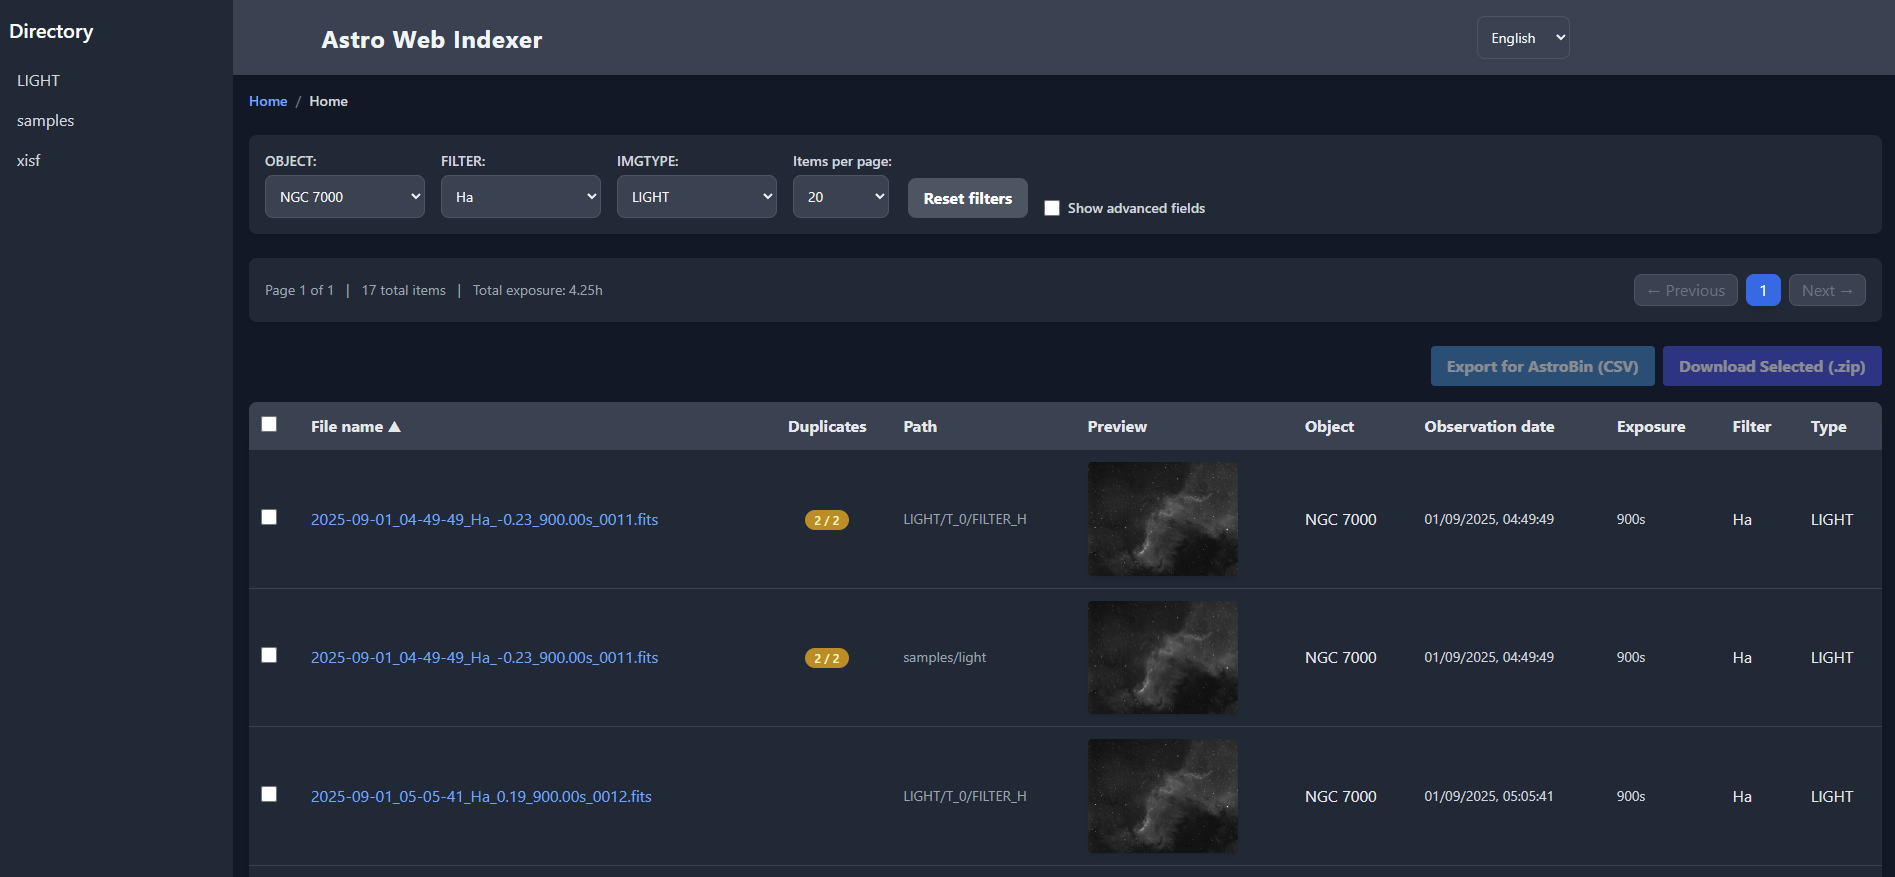 Directory
LIGHT
samples
xisf
Astro Web Indexer
English
Home / Home
OBJECT: FILTER: IMGTYPE: Items per page:
NGC 7000 Ha LIGHT 20 Reset filters Show advanced fields
Page 1 of 1 | 17 total items | Total exposure: 4.25h ← Previous 1 Next →
Export for AstroBin (CSV) Download Selected (.zip)
File name ▲ Duplicates Path Preview Object Observation date Exposure Filter Type
2025-09-01_04-49-49_Ha_-0.23_900.00s_0011.fits 2 / 2 LIGHT/T_0/FILTER_H NGC 7000 01/09/2025, 04:49:49 900s Ha LIGHT
2025-09-01_04-49-49_Ha_-0.23_900.00s_0011.fits 2 / 2 samples/light NGC 7000 01/09/2025, 04:49:49 900s Ha LIGHT
2025-09-01_05-05-41_Ha_0.19_900.00s_0012.fits LIGHT/T_0/FILTER_H NGC 7000 01/09/2025, 05:05:41 900s Ha LIGHT